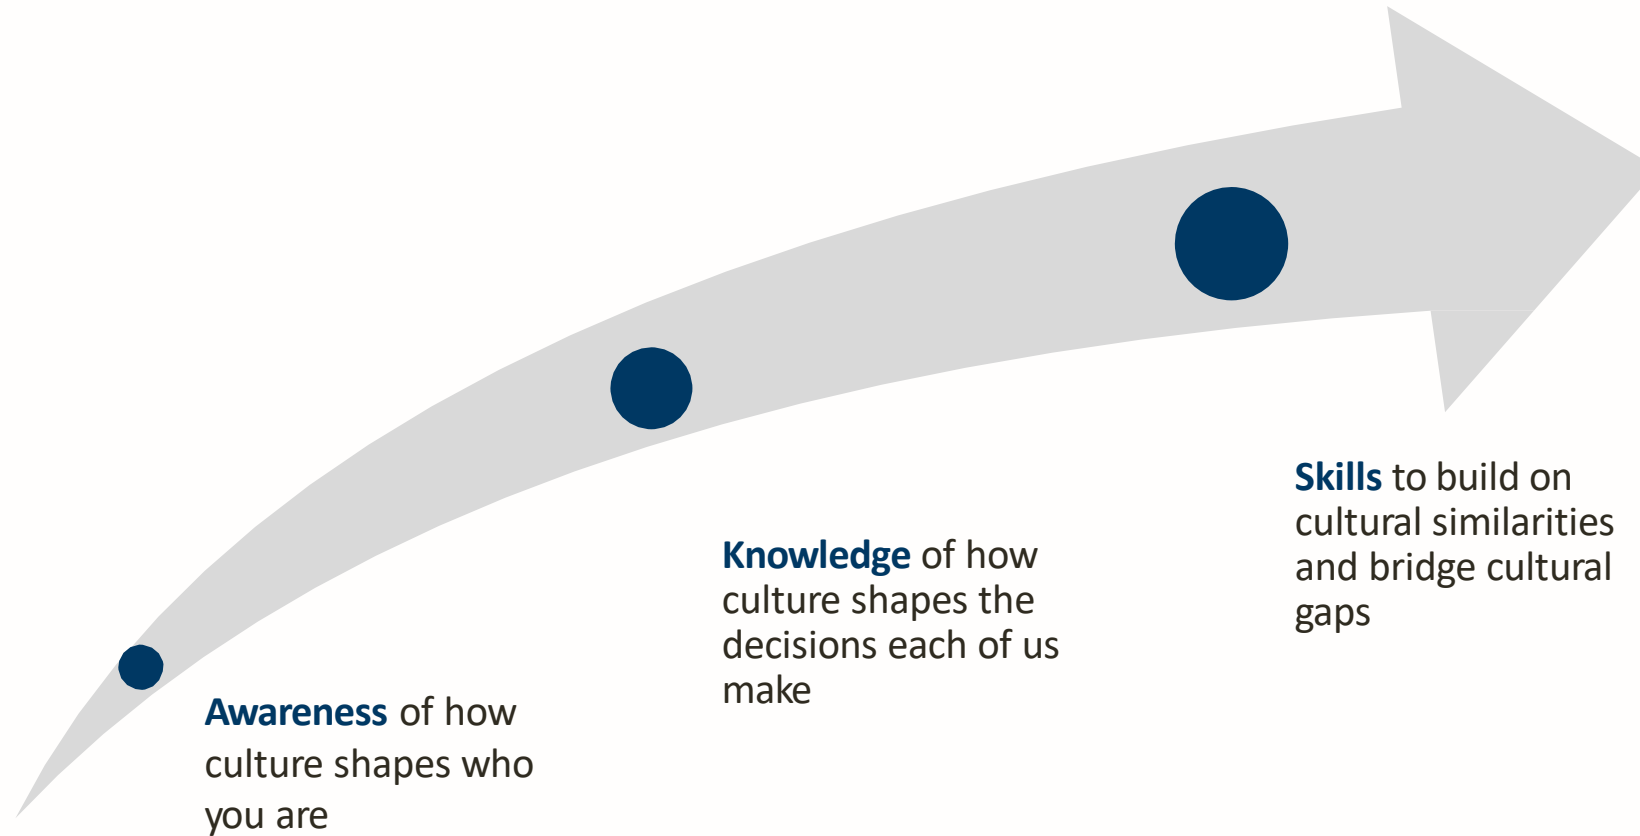 Awareness of how
culture shapes who
you are
Knowledge of how
culture shapes the
decisions each of us
make
Skills to build on
cultural similarities
and bridge cultural
gaps